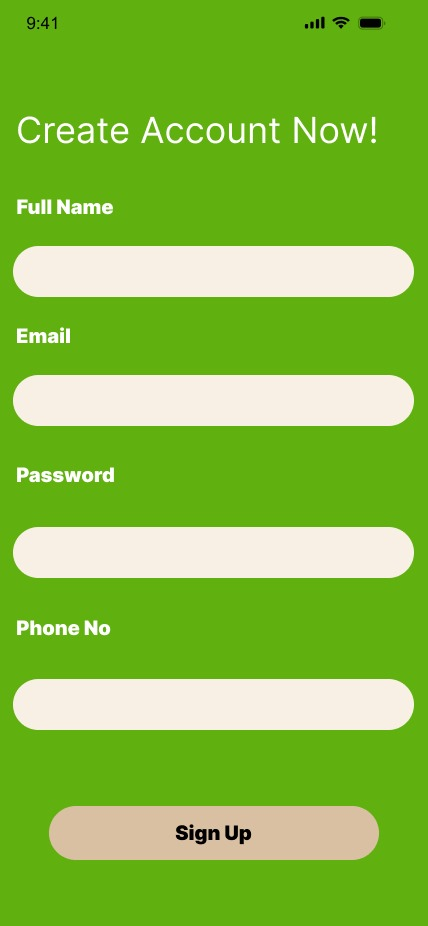 9:41
Create Account Now!
Full Name
Email
Password
Phone No
Sign Up